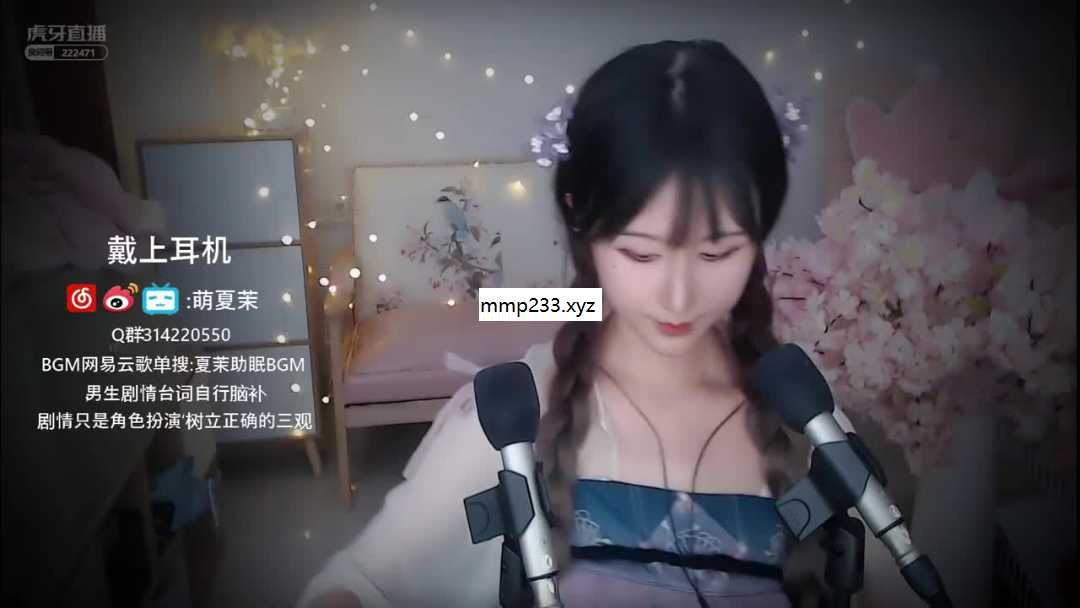 虎牙直播
房间号 222471
戴上耳机
:萌夏茉
Q群314220550
BGM网易云歌单搜:夏茉助眠BGM
男生剧情台词自行脑补
剧情只是角色扮演'树立正确的三观
mmp233.xyz